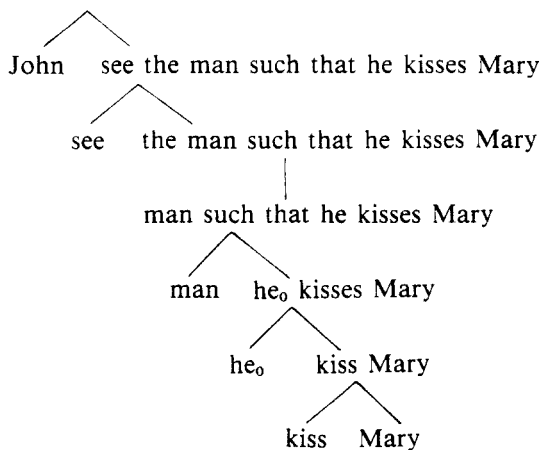 John see the man such that he kisses Mary
see the man such that he kisses Mary
man such that he kisses Mary
man he₀ kisses Mary
he₀ kiss Mary
kiss Mary